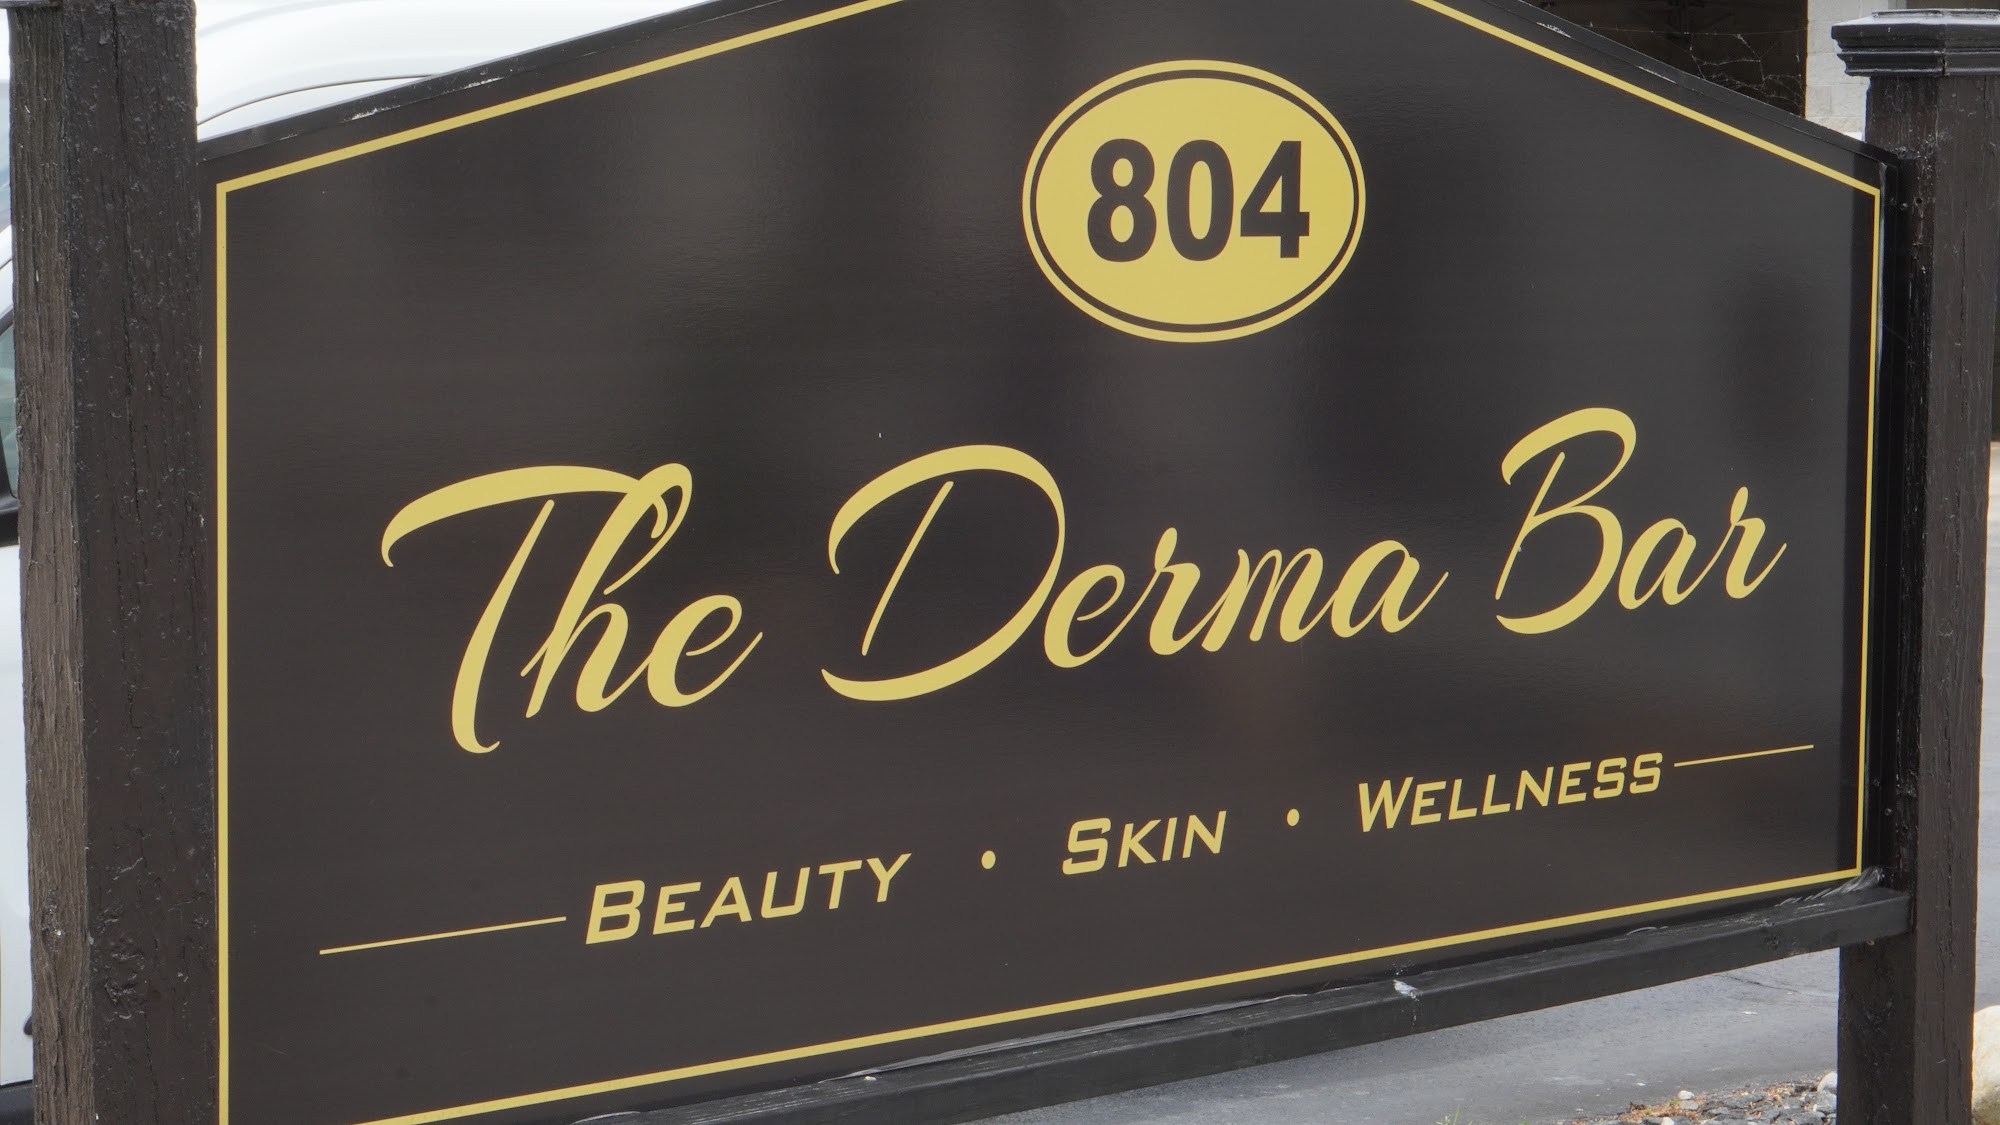 804
The Derma Bar
BEAUTY • SKIN • WELLNESS